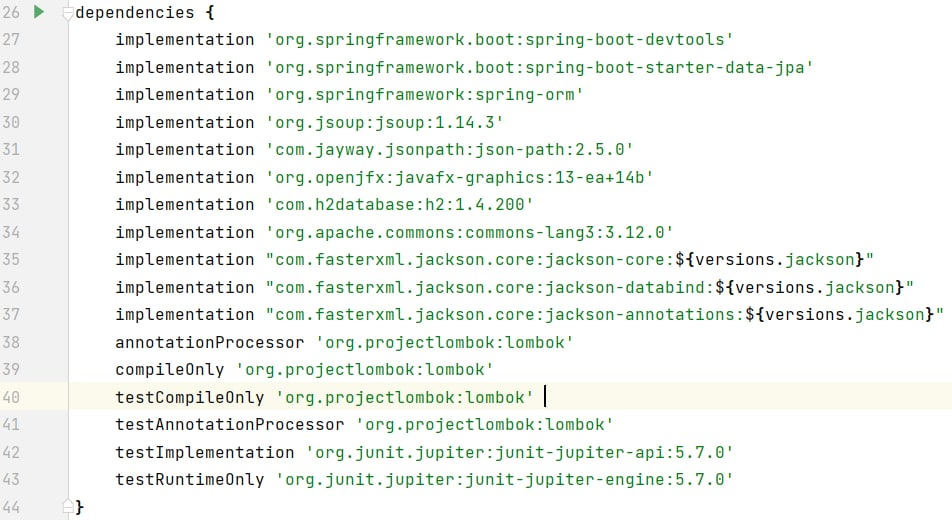 26 dependencies {
27 implementation 'org.springframework.boot:spring-boot-devtools'
28 implementation 'org.springframework.boot:spring-boot-starter-data-jpa'
29 implementation 'org.springframework:spring-orm'
30 implementation 'org.jsoup:jsoup:1.14.3'
31 implementation 'com.jayway.jsonpath:json-path:2.5.0'
32 implementation 'org.openjfx:javafx-graphics:13-ea+14b'
33 implementation 'com.h2database:h2:1.4.200'
34 implementation 'org.apache.commons:commons-lang3:3.12.0'
35 implementation "com.fasterxml.jackson.core:jackson-core:${versions.jackson}"
36 implementation "com.fasterxml.jackson.core:jackson-databind:${versions.jackson}"
37 implementation "com.fasterxml.jackson.core:jackson-annotations:${versions.jackson}"
38 annotationProcessor 'org.projectlombok:lombok'
39 compileOnly 'org.projectlombok:lombok'
40 testCompileOnly 'org.projectlombok:lombok'
41 testAnnotationProcessor 'org.projectlombok:lombok'
42 testImplementation 'org.junit.jupiter:junit-jupiter-api:5.7.0'
43 testRuntimeOnly 'org.junit.jupiter:junit-jupiter-engine:5.7.0'
44 }